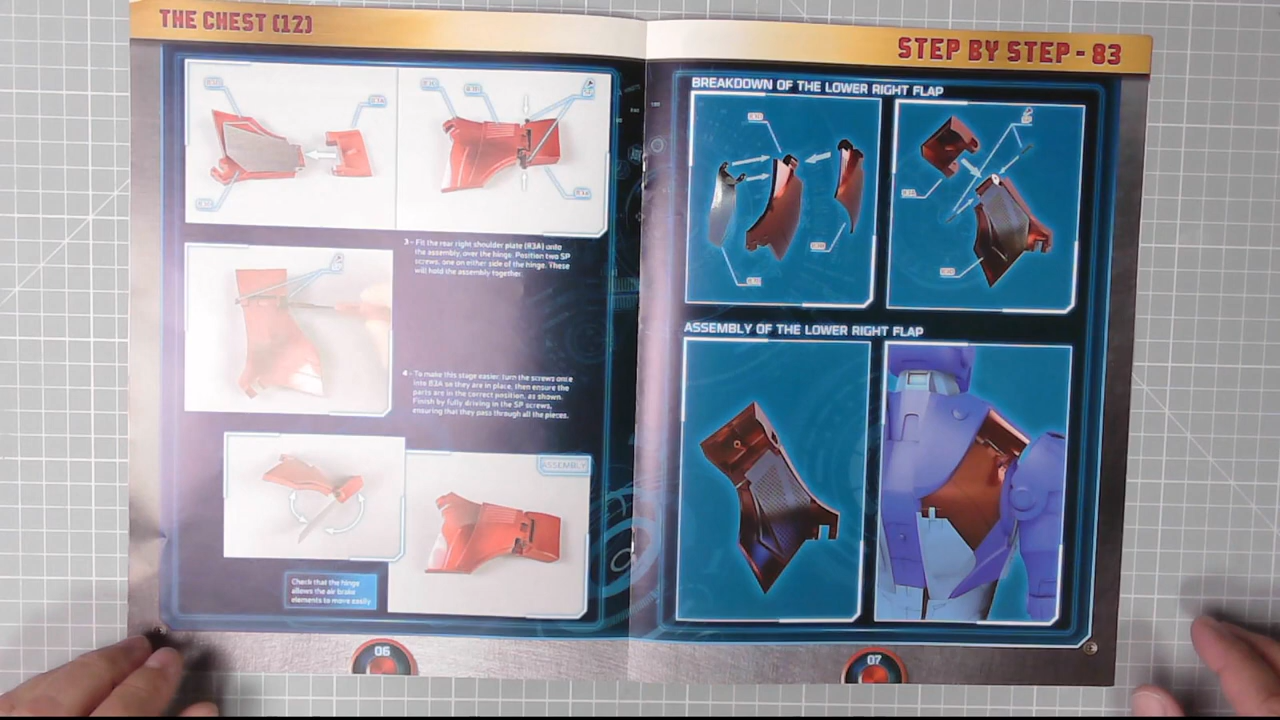 THE CHEST (12)
3 - Fit the rear right shoulder plate (83A) onto
the assembly, over the hinge. Position two SP
screws, one on either side of the hinge. These
will hold the assembly together.
4 - To make this stage easier, turn the screws once
into 83A so they are in place, then ensure the
parts are in the correct position, as shown.
Finish by fully driving in the SP screws,
ensuring that they pass through all the pieces.
ASSEMBLY
Check that the hinge
allows the air brake
elements to move easily
06
STEP BY STEP - 83
BREAKDOWN OF THE LOWER RIGHT FLAP
ASSEMBLY OF THE LOWER RIGHT FLAP
07